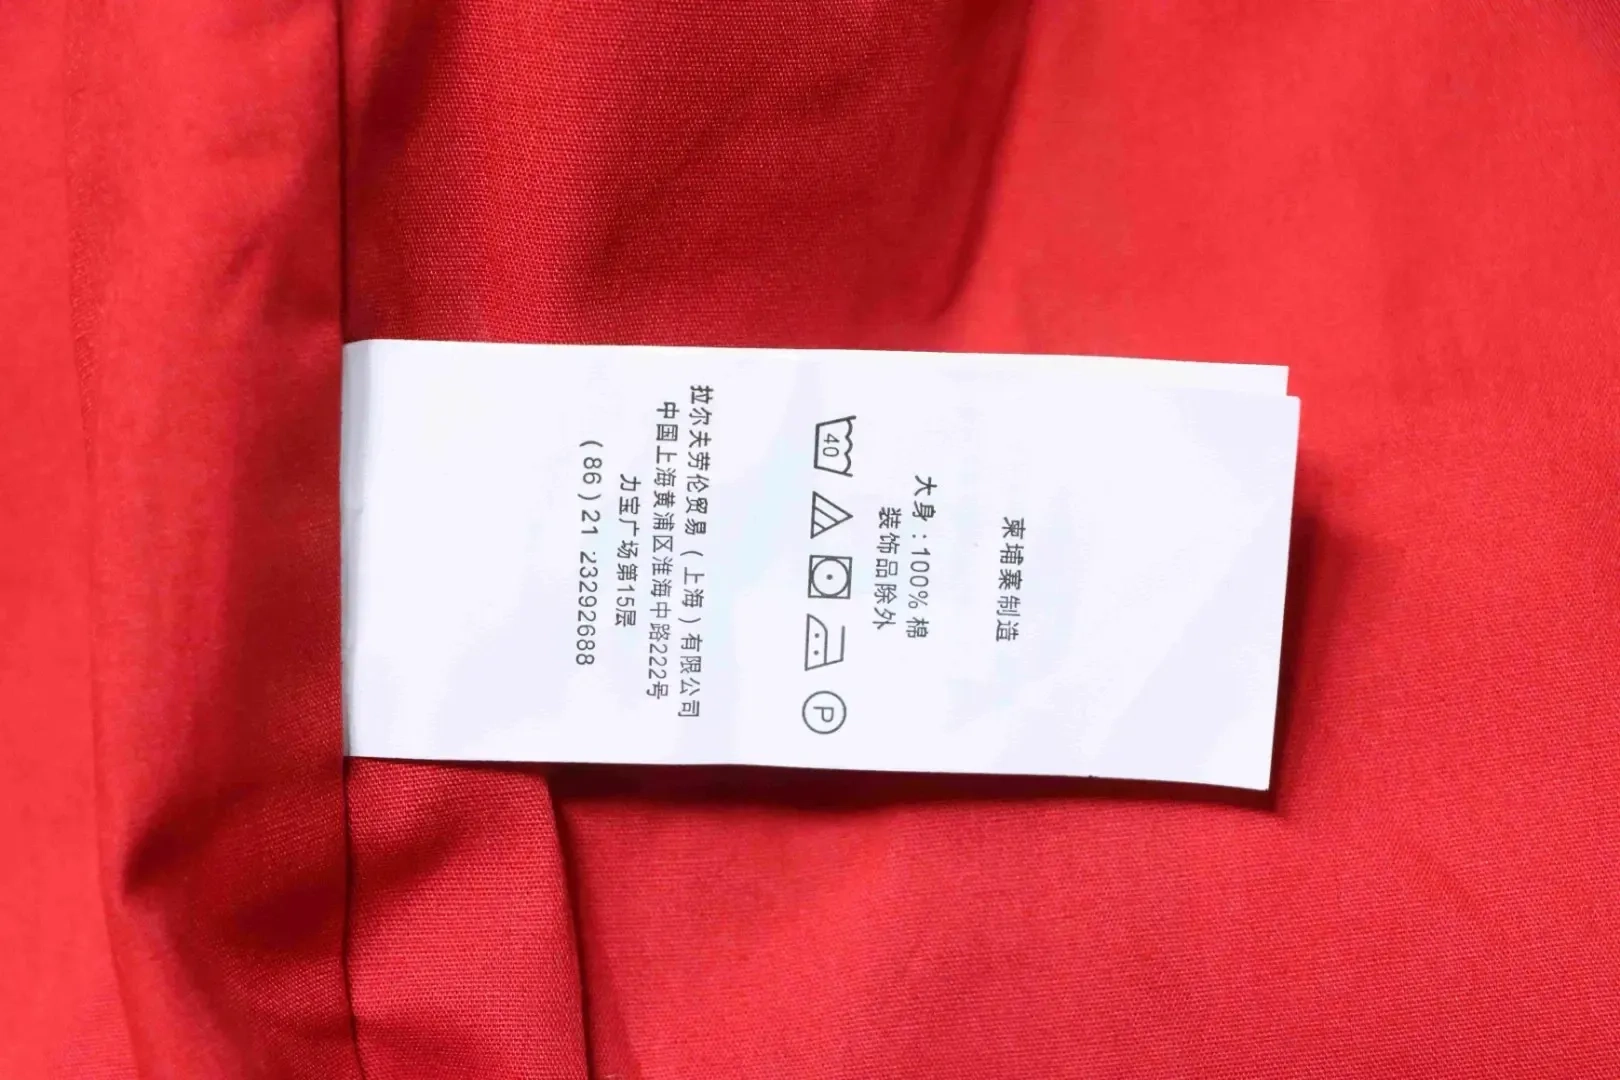 柬埔寨制造
大身:100% 棉
装饰品除外
40 P
拉尔夫劳伦贸易(上海)有限公司
中国上海黄浦区淮海中路222号
力宝广场第15层
(86)21 23292688